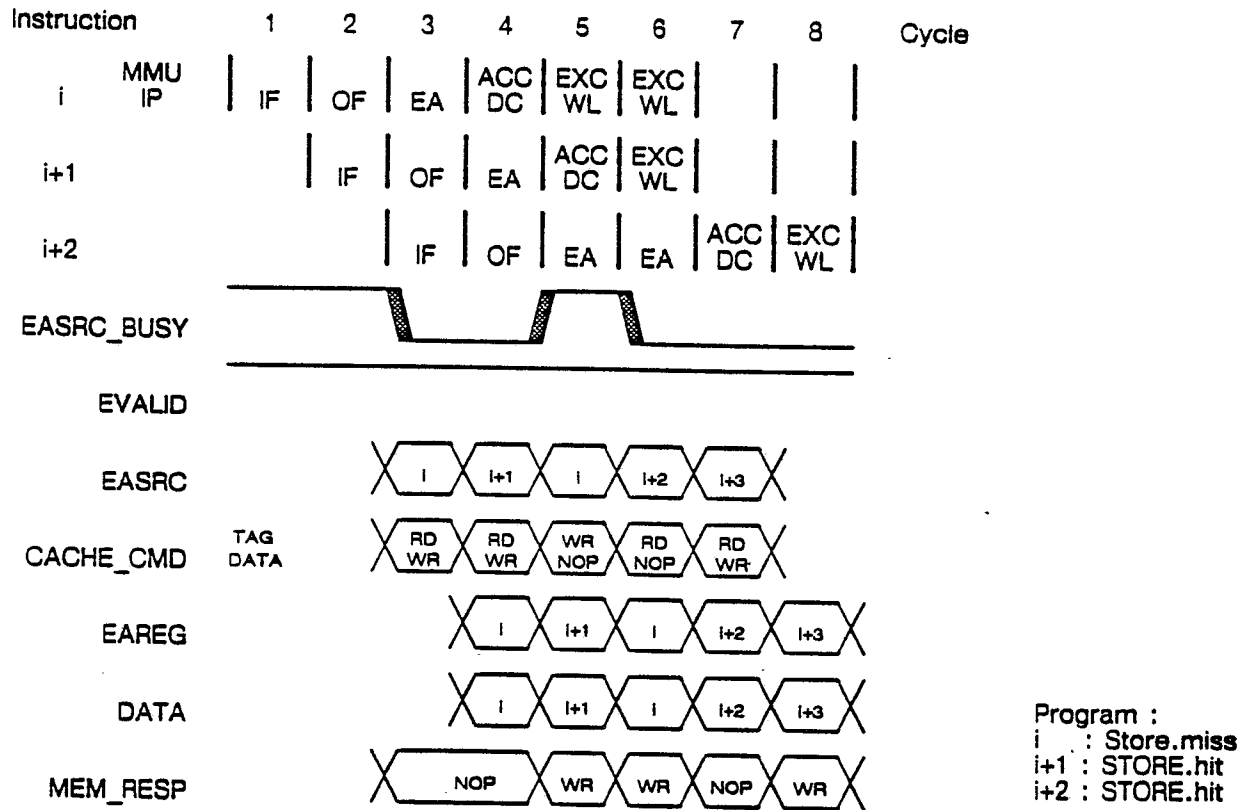 Instruction 1 2 3 4 5 6 7 8 Cycle
i MMU IP IF OF EA ACC DC EXC WL EXC WL
i+1 IF OF EA ACC DC EXC WL
i+2 IF OF EA EA ACC DC EXC WL
EASRC_BUSY
EVALID
EASRC i i+1 i i+2 i+3
CACHE_CMD TAG DATA RD WR RD WR WR NOP RD NOP RD WR
EAREG i i+1 i i+2 i+3
DATA i i+1 i i+2 i+3
MEM_RESP NOP WR WR NOP WR
Program :
i : Store.miss
i+1 : STORE.hit
i+2 : STORE.hit